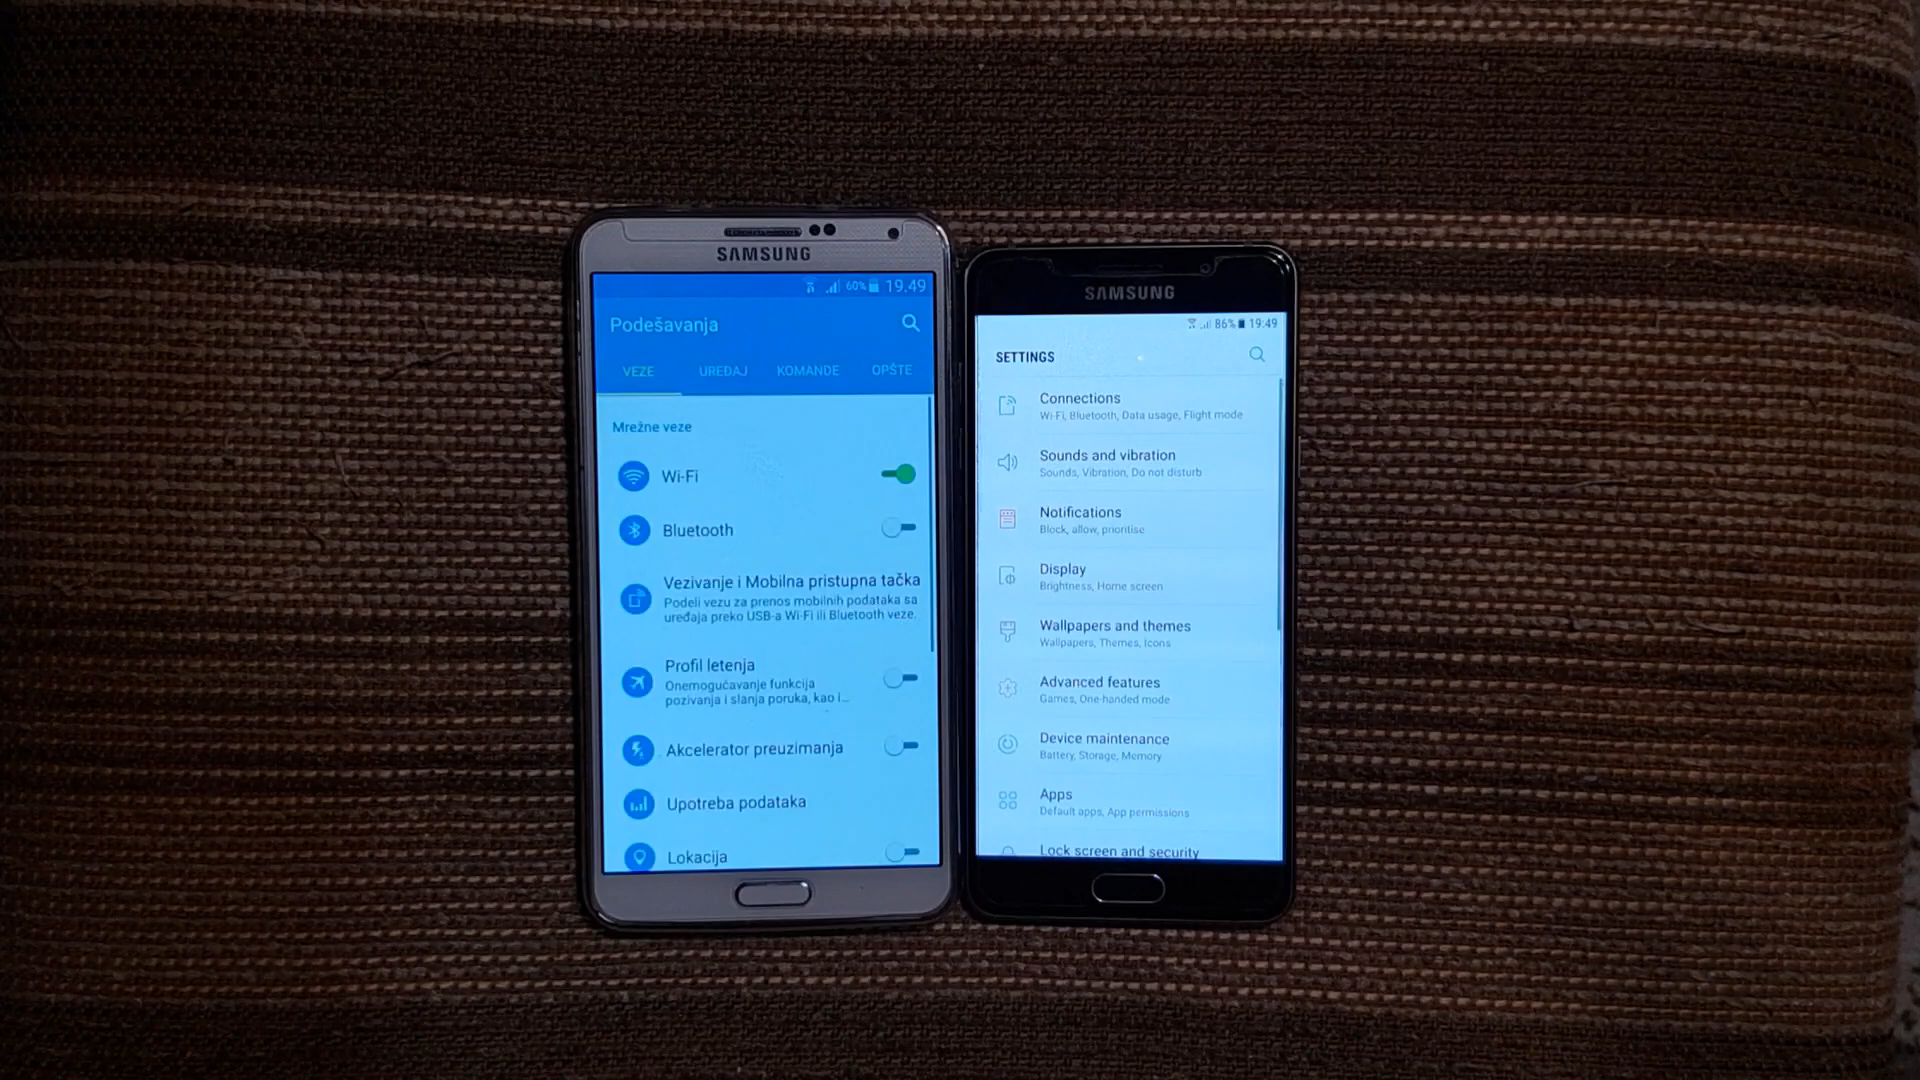 SAMSUNG
60% 19.49
Podešavanja
VEZE UREĐAJ KOMANDE OPŠTE
Mrežne veze
Wi-Fi
Bluetooth
Vezivanje i Mobilna pristupna tačka
Podeli vezu za prenos mobilnih podataka sa
uređaja preko USB-a Wi-Fi ili Bluetooth veze.
Profil letenja
Onemogućavanje funkcija
pozivanja i slanja poruka, kao i...
Akcelerator preuzimanja
Upotreba podataka
Lokacija
SAMSUNG
86% 19:49
SETTINGS
Connections
Wi-Fi, Bluetooth, Data usage, Flight mode
Sounds and vibration
Sounds, Vibration, Do not disturb
Notifications
Block, allow, prioritise
Display
Brightness, Home screen
Wallpapers and themes
Wallpapers, Themes, Icons
Advanced features
Games, One-handed mode
Device maintenance
Battery, Storage, Memory
Apps
Default apps, App permissions
Lock screen and security